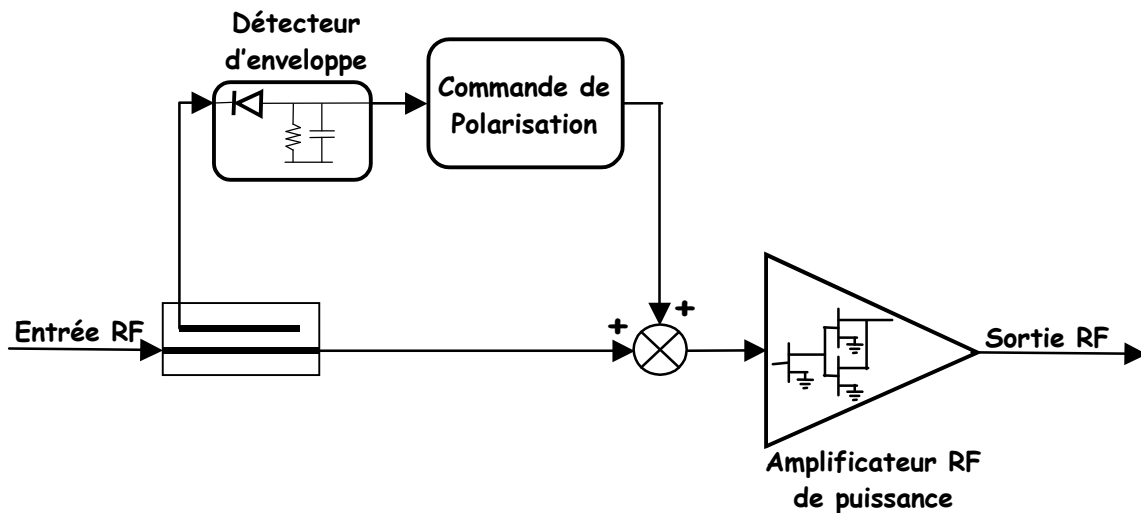 Détecteur
d'enveloppe
Commande de
Polarisation
Entrée RF
+
+
Sortie RF
Amplificateur RF
de puissance